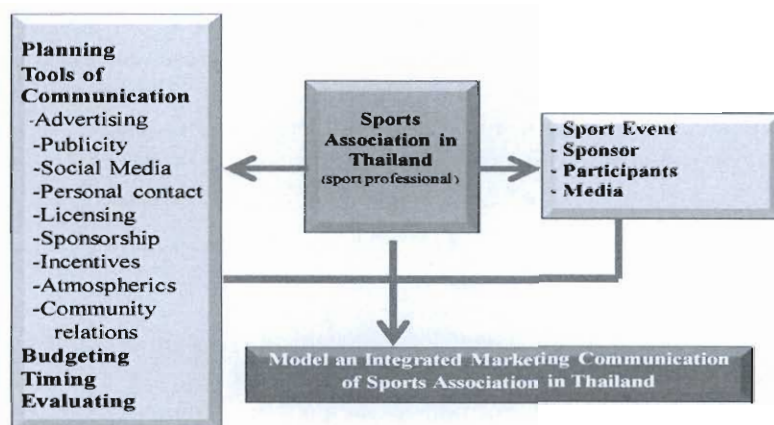 Planning
Tools of
Communication
-Advertising
-Publicity
-Social Media
-Personal contact
-Licensing
-Sponsorship
-Incentives
-Atmospherics
-Community
relations
Budgeting
Timing
Evaluating
Sports
Association in
Thailand
(sport professional)
- Sport Event
- Sponsor
- Participants
- Media
Model an Integrated Marketing Communication
of Sports Association in Thailand